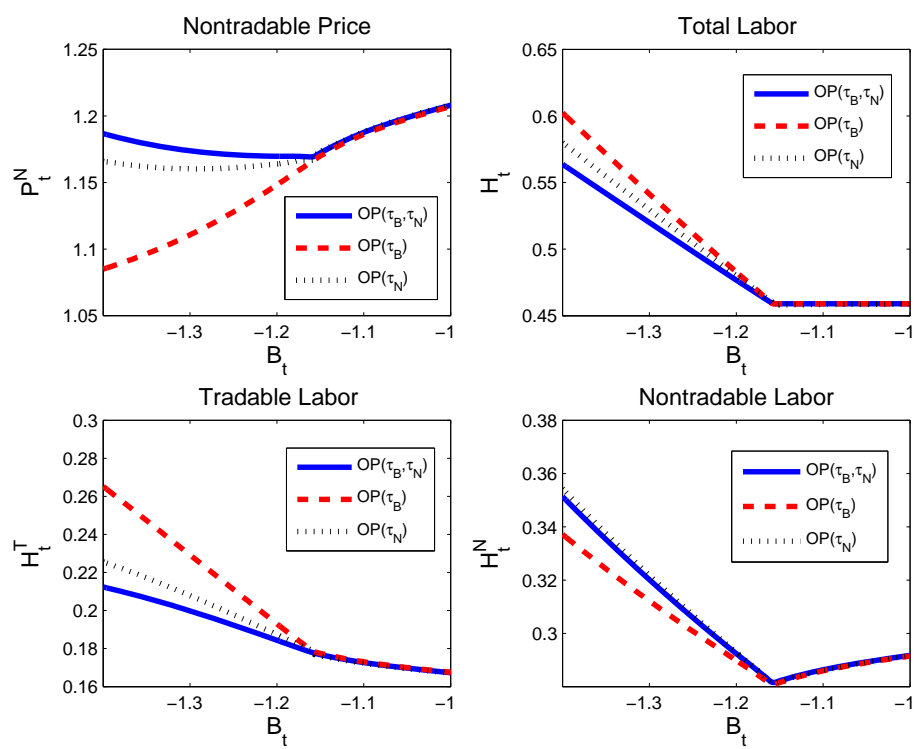 Nontradable Price
1.25
1.2
1.15
1.1
1.05
P_t^N
OP(τ_B,τ_N)
OP(τ_B)
OP(τ_N)
−1.3
−1.2
−1.1
−1
B_t
Total Labor
0.65
0.6
0.55
0.5
0.45
H_t
OP(τ_B,τ_N)
OP(τ_B)
OP(τ_N)
−1.3
−1.2
−1.1
−1
B_t
Tradable Labor
0.3
0.28
0.26
0.24
0.22
0.2
0.18
0.16
H_t^T
OP(τ_B,τ_N)
OP(τ_B)
OP(τ_N)
−1.3
−1.2
−1.1
−1
B_t
Nontradable Labor
0.38
0.36
0.34
0.32
0.3
H_t^N
OP(τ_B,τ_N)
OP(τ_B)
OP(τ_N)
−1.3
−1.2
−1.1
−1
B_t